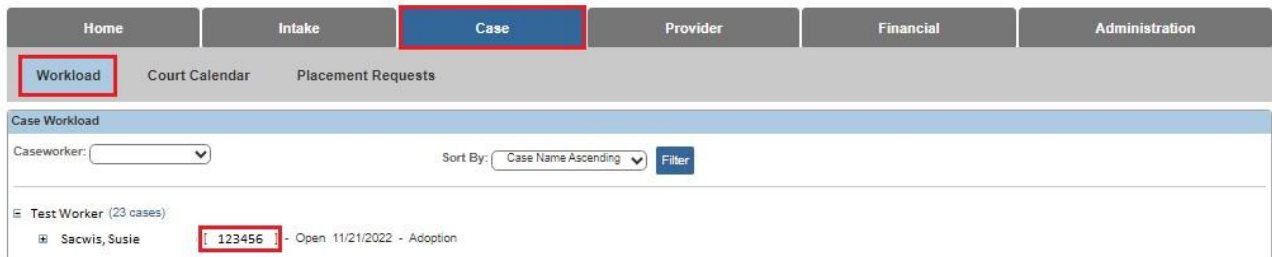 Home Intake Case Provider Financial Administration
Workload Court Calendar Placement Requests
Case Workload
Caseworker: Sort By: Case Name Ascending Filter
Test Worker (23 cases)
Sacwis, Susie [ 123456 ] - Open 11/21/2022 - Adoption